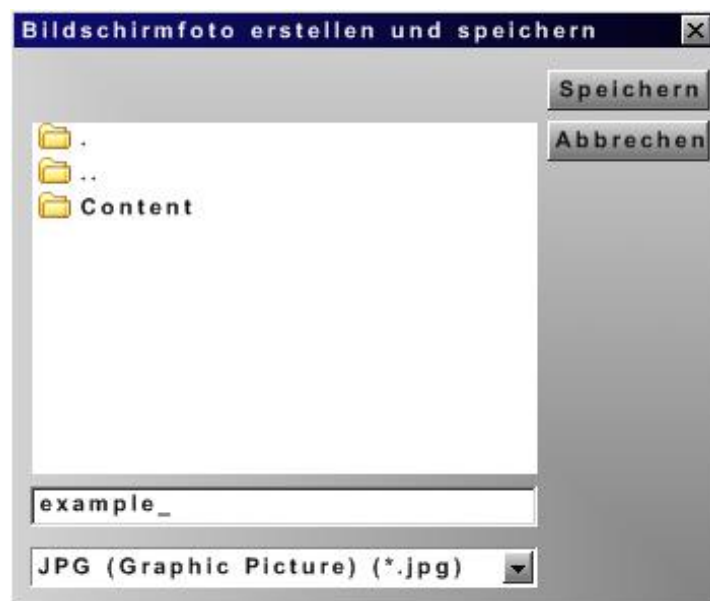 Bildschirmfoto erstellen und speichern
Speichern
Abbrechen
.
..
Content
example_
JPG (Graphic Picture) (*.jpg)